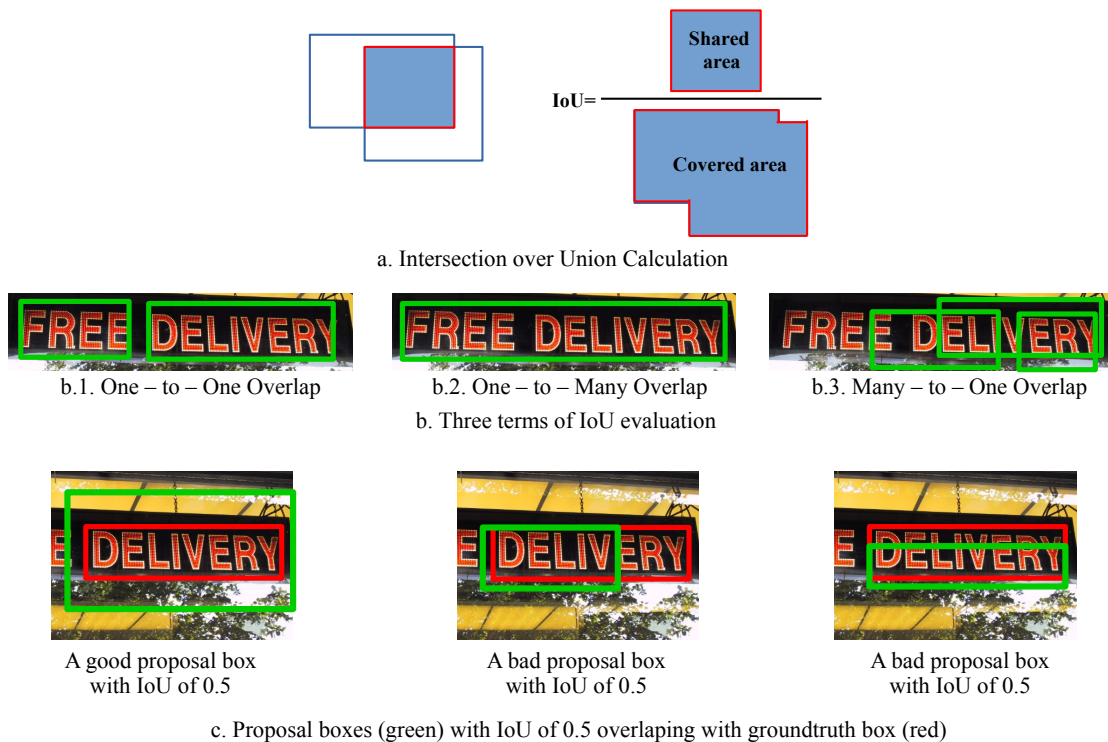 Shared
area
IoU=
Covered area
a. Intersection over Union Calculation
FREE DELIVERY
FREE DELIVERY
FREE DELIVERY
b.1. One – to – One Overlap
b.2. One – to – Many Overlap
b.3. Many – to – One Overlap
b. Three terms of IoU evaluation
E DELIVERY
E DELIVERY
E DELIVERY
A good proposal box
with IoU of 0.5
A bad proposal box
with IoU of 0.5
A bad proposal box
with IoU of 0.5
c. Proposal boxes (green) with IoU of 0.5 overlaping with groundtruth box (red)